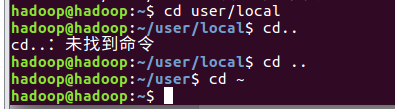 hadoop@hadoop:~$ cd user/local
hadoop@hadoop:~/user/local$ cd..
cd..：未找到命令
hadoop@hadoop:~/user/local$ cd ..
hadoop@hadoop:~/user$ cd ~
hadoop@hadoop:~$